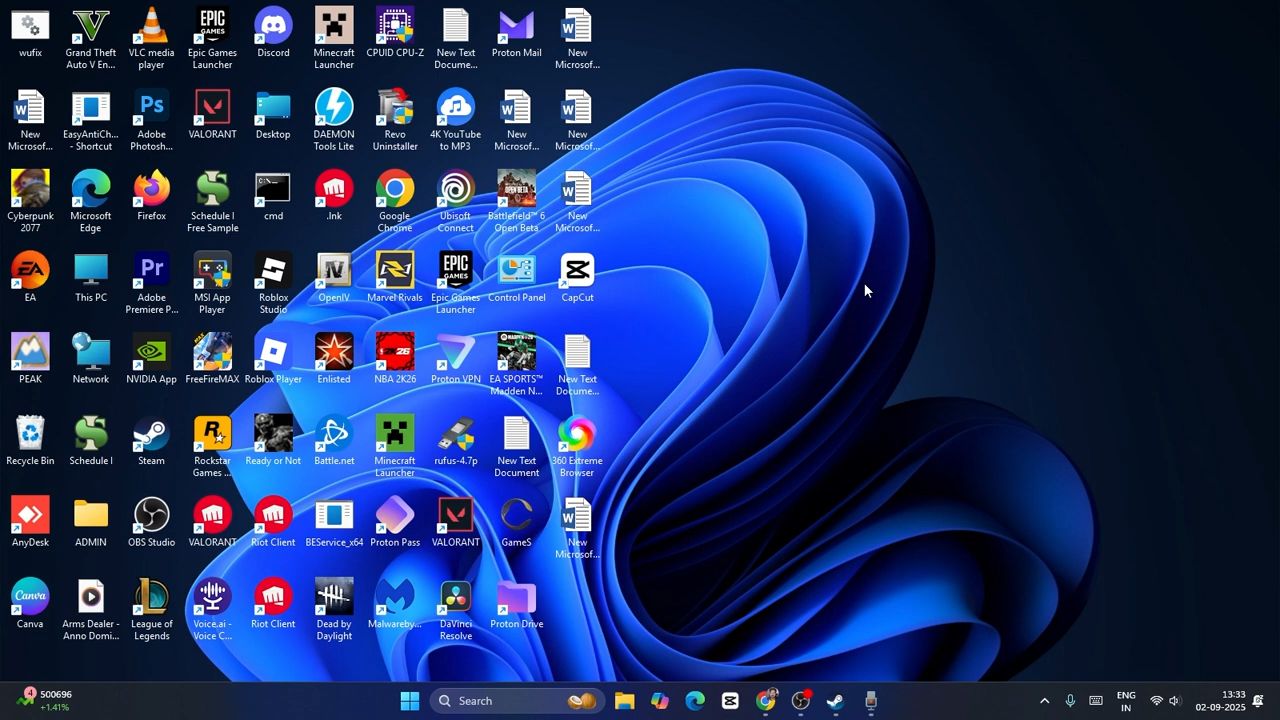 wufix
Grand Theft
Auto V En...
VLC media
player
EPIC
GAMES
Epic Games
Launcher
Discord
Minecraft
Launcher
CPUID CPU-Z
New Text
Docume...
Proton Mail
New
Microsof...
New
Microsof...
EasyAntiCh...
- Shortcut
Ps
Adobe
Photosh...
VALORANT
Desktop
DAEMON
Tools Lite
Revo
Uninstaller
4K YouTube
to MP3
New
Microsof...
New
Microsof...
Cyberpunk
2077
Microsoft
Edge
Firefox
Schedule I
Free Sample
cmd
.lnk
Google
Chrome
Ubisoft
Connect
OPEN BETA
Battlefield™ 6
Open Beta
New
Microsof...
EA
EA
This PC
Pr
Adobe
Premiere P...
MSI App
Player
Roblox
Studio
OpenIV
Marvel Rivals
EPIC
GAMES
Epic Games
Launcher
Control Panel
CapCut
PEAK
Network
NVIDIA App
MAX
FreeFireMAX
Roblox Player
Enlisted
2K26
NBA 2K26
Proton VPN
EA SPORTS™
Madden N...
New Text
Docume...
Recycle Bin
Schedule I
Steam
Rockstar
Games ...
Ready or Not
Battle.net
Minecraft
Launcher
rufus-4.7p
New Text
Document
360 Extreme
Browser
AnyDesk
ADMIN
OBS Studio
VALORANT
Riot Client
BEService_x64
Proton Pass
VALORANT
GameS
New
Microsof...
Canva
Canva
Arms Dealer -
Anno Domi...
League of
Legends
Voice.ai -
Voice C...
Riot Client
Dead by
Daylight
Malwareby...
DaVinci
Resolve
Proton Drive
4
500696
+1.41%
Search
ENG
IN
13:33
02-09-2025